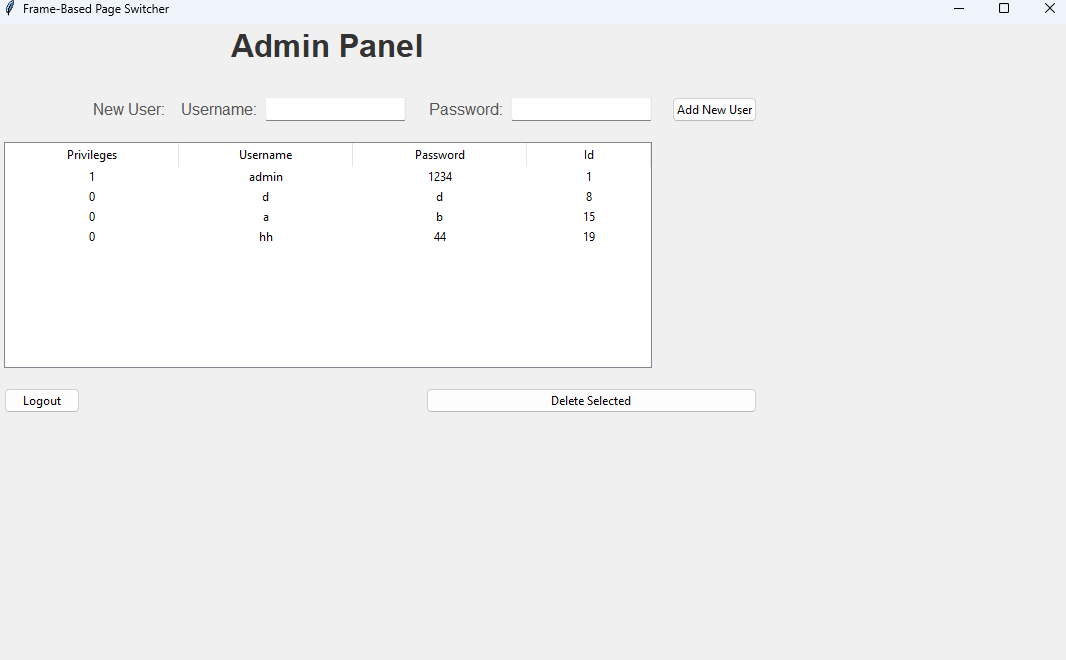 Frame-Based Page Switcher
Admin Panel
New User: Username: Password: Add New User
Privileges Username Password Id
1 admin 1234 1
0 d d 8
0 a b 15
0 hh 44 19
Logout Delete Selected